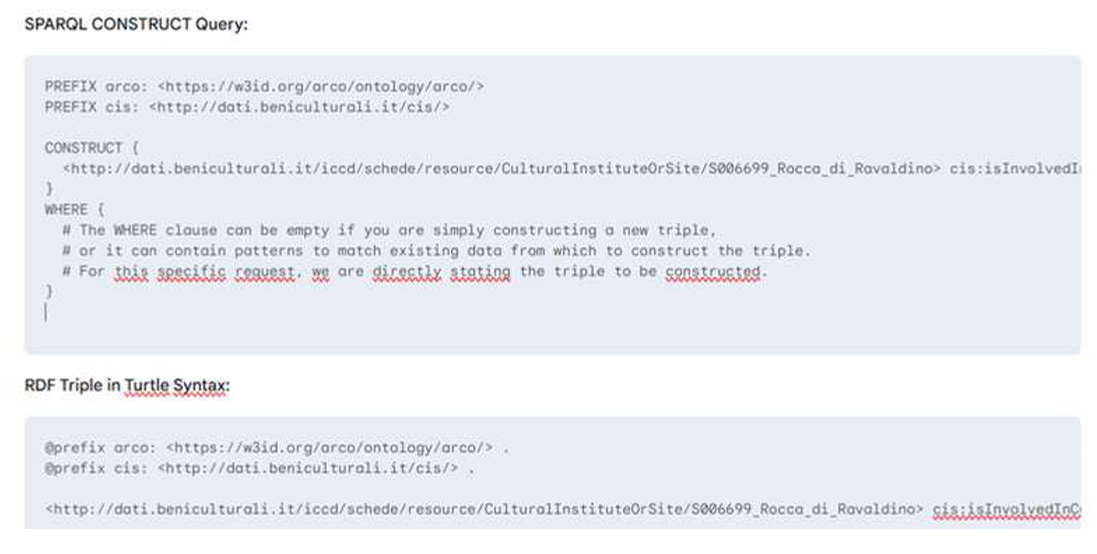 SPARQL CONSTRUCT Query:
PREFIX arco: <https://w3id.org/arco/ontology/arco/>
PREFIX cis: <http://dati.beniculturali.it/cis/>
CONSTRUCT {
<http://dati.beniculturali.it/iccd/schede/resource/CulturalInstituteOrSite/S006699_Rocca_di_Ravaldino> cis:isInvolvedI
}
WHERE {
# The WHERE clause can be empty if you are simply constructing a new triple,
# or it can contain patterns to match existing data from which to construct the triple.
# For this specific request, we are directly stating the triple to be constructed.
}
RDF Triple in Turtle Syntax:
@prefix arco: <https://w3id.org/arco/ontology/arco/> .
@prefix cis: <http://dati.beniculturali.it/cis/> .
<http://dati.beniculturali.it/iccd/schede/resource/CulturalInstituteOrSite/S006699_Rocca_di_Ravaldino> cis:isInvolvedInC